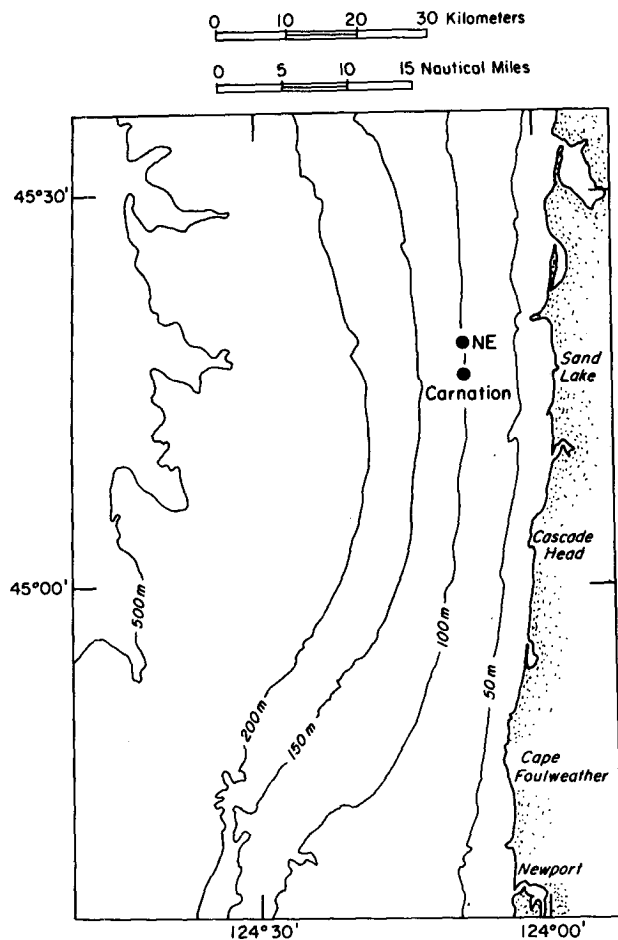 0 10 20 30 Kilometers
0 5 10 15 Nautical Miles
45°30'
NE
Carnation
Sand
Lake
Cascade
Head
45°00'
500m
100m
50m
200m
150m
Cape
Foulweather
Newport
124°30'
124°00'